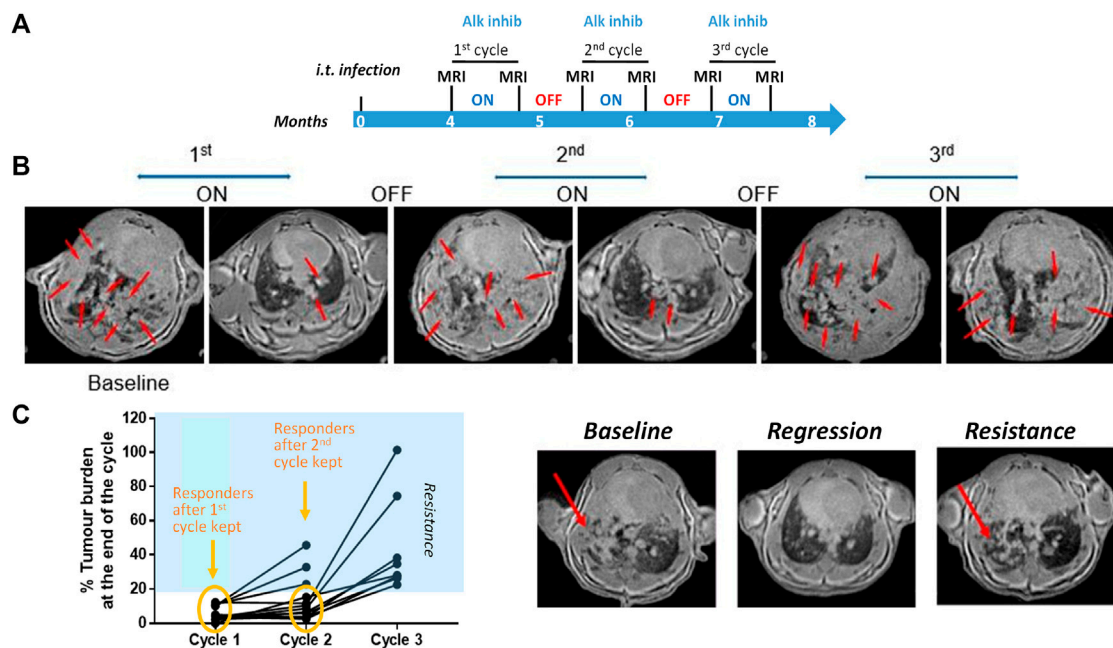 A
Alk inhib Alk inhib Alk inhib
1st cycle 2nd cycle 3rd cycle
i.t. infection
MRI MRI MRI MRI MRI MRI
ON OFF ON OFF ON
Months 0 4 5 6 7 8
B
1st 2nd 3rd
ON OFF ON OFF ON
Baseline
C
% Tumour burden
at the end of the cycle
120
100
80
60
40
20
0
Responders
after 1st
cycle kept
Responders
after 2nd
cycle kept
Resistance
Cycle 1 Cycle 2 Cycle 3
Baseline Regression Resistance